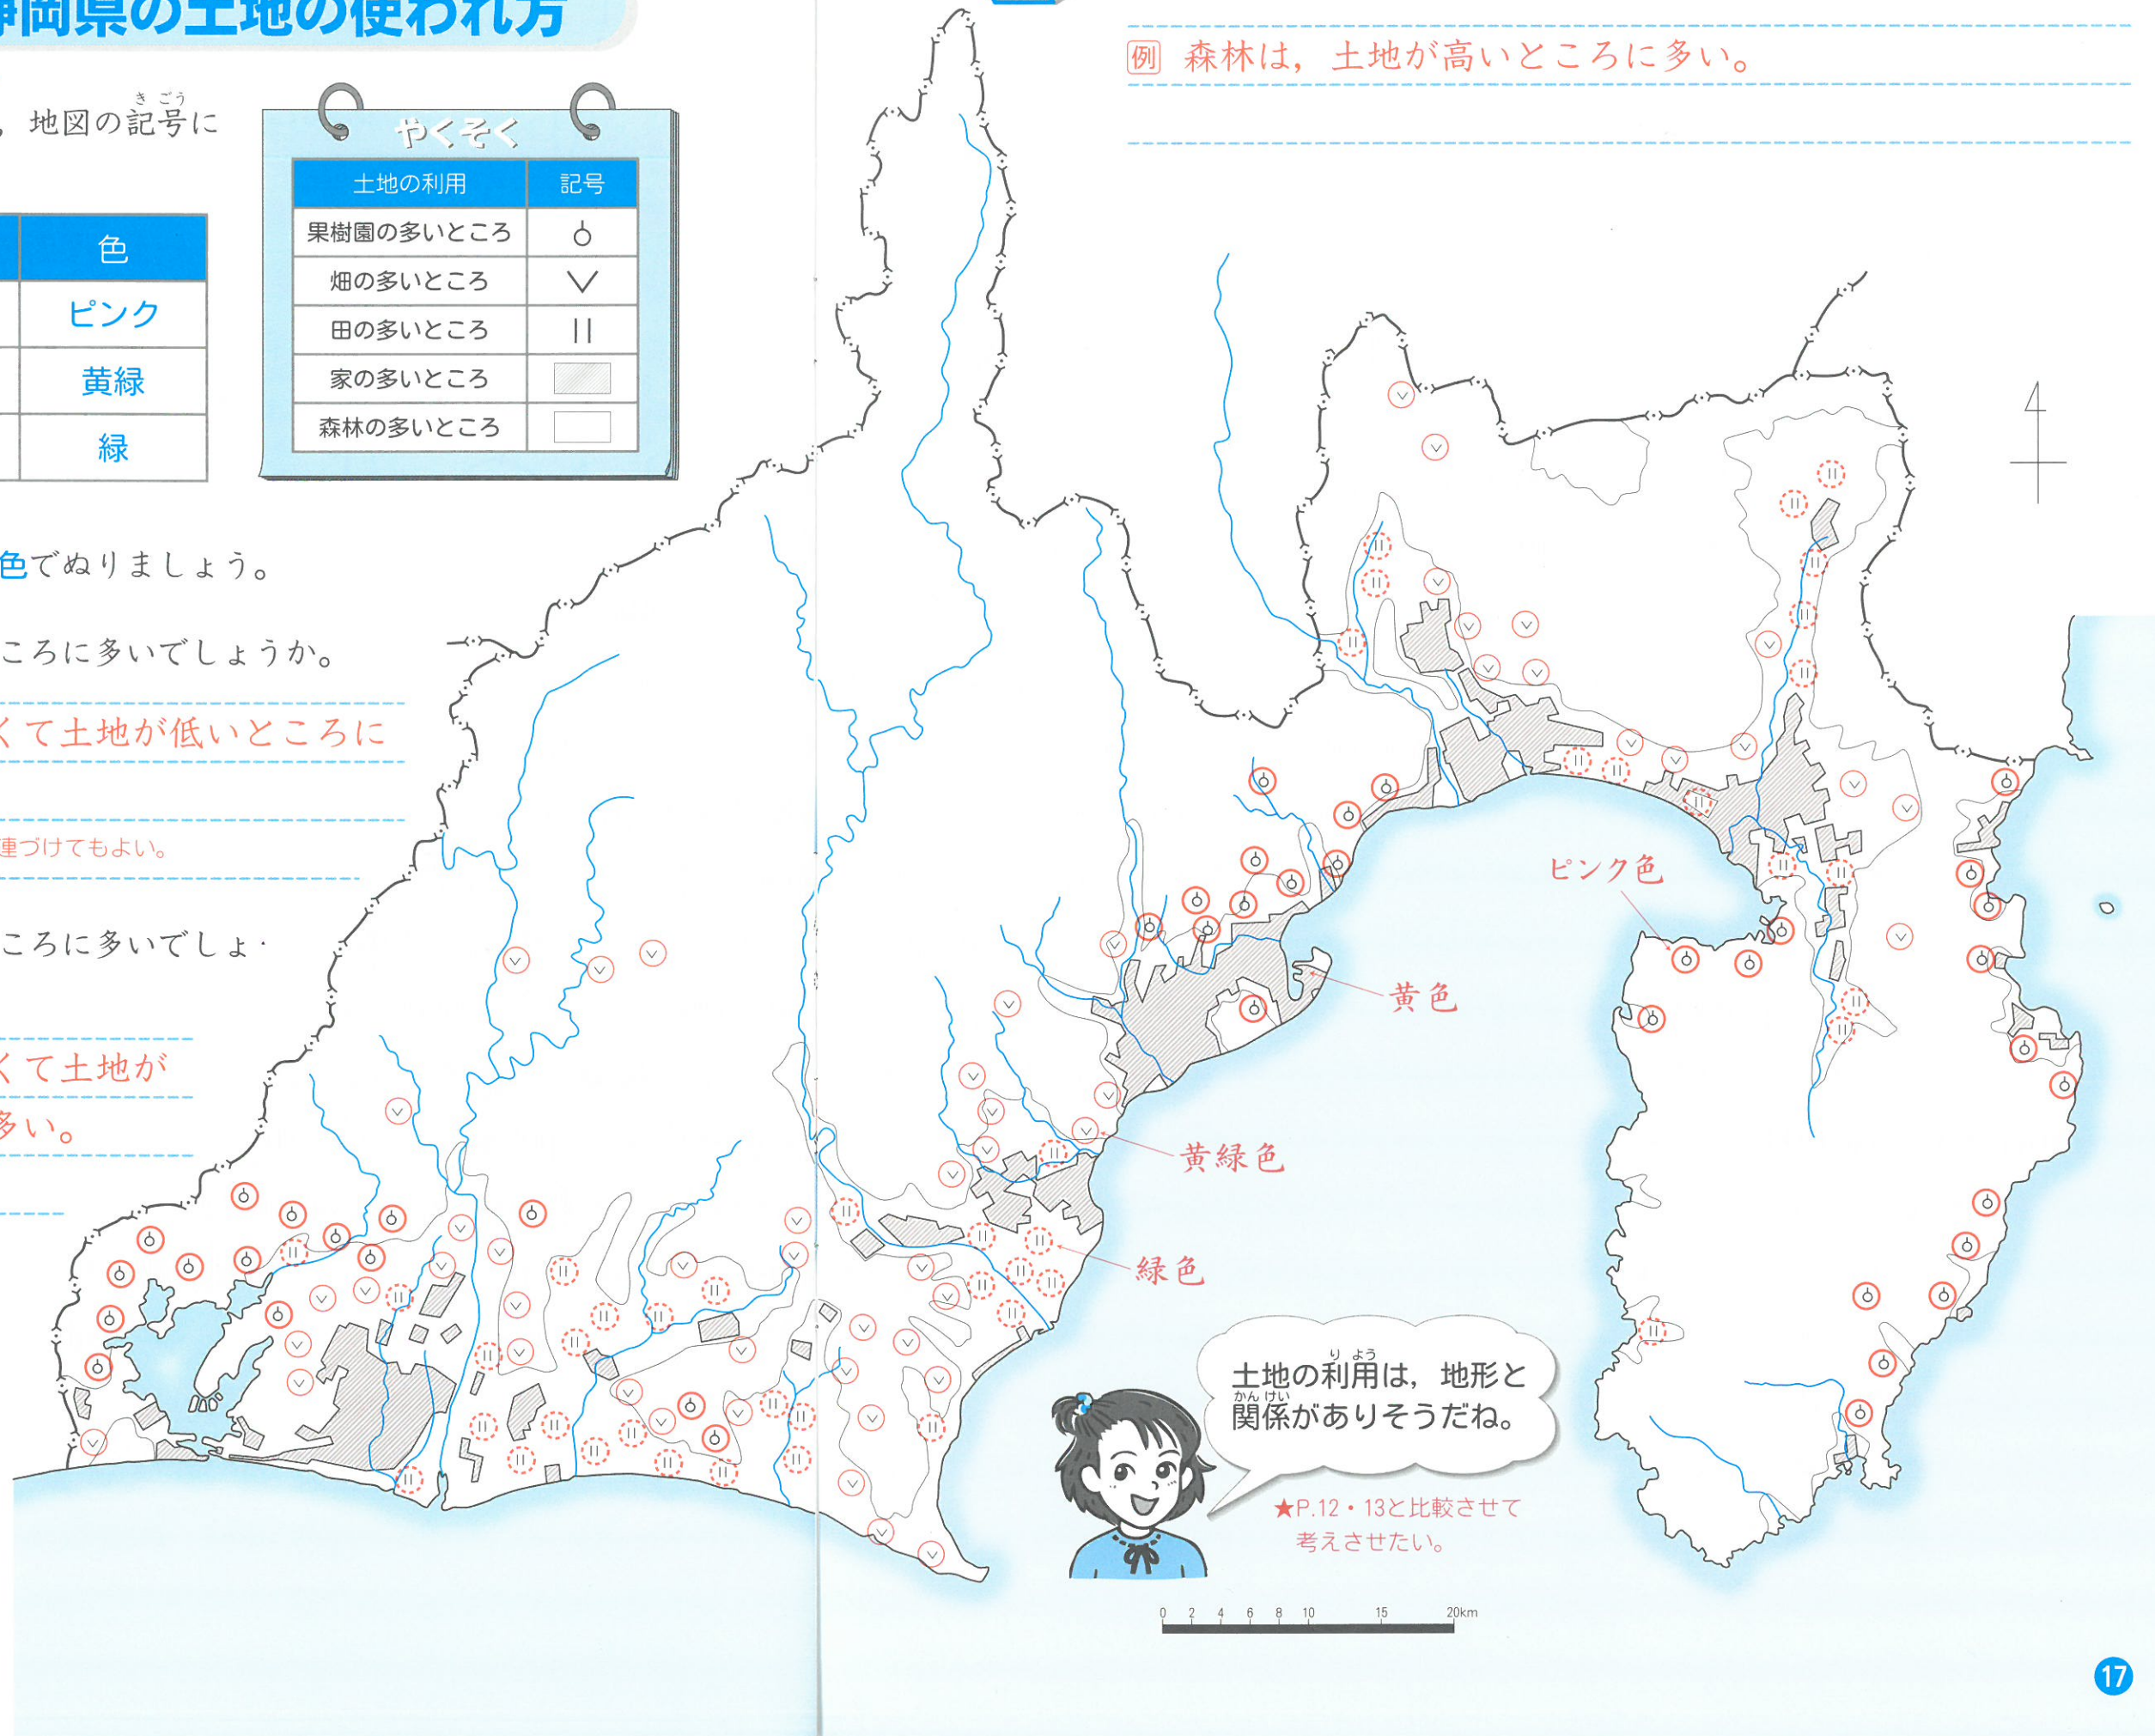 静岡県の土地の使われ方
，地図の記号に
きごう
色
ピンク
黄緑
緑
やくそく
土地の利用 記号
果樹園の多いところ
畑の多いところ
田の多いところ
家の多いところ
森林の多いところ
色でぬりましょう。
ころに多いでしょうか。
くて土地が低いところに
連づけてもよい。
ころに多いでしょ
くて土地が
多い。
例 森林は，土地が高いところに多い。
ピンク色
黄色
黄緑色
緑色
りよう
土地の利用は，地形と
かんけい
関係がありそうだね。
★P.12・13と比較させて
考えさせたい。
0 2 4 6 8 10 15 20km
17